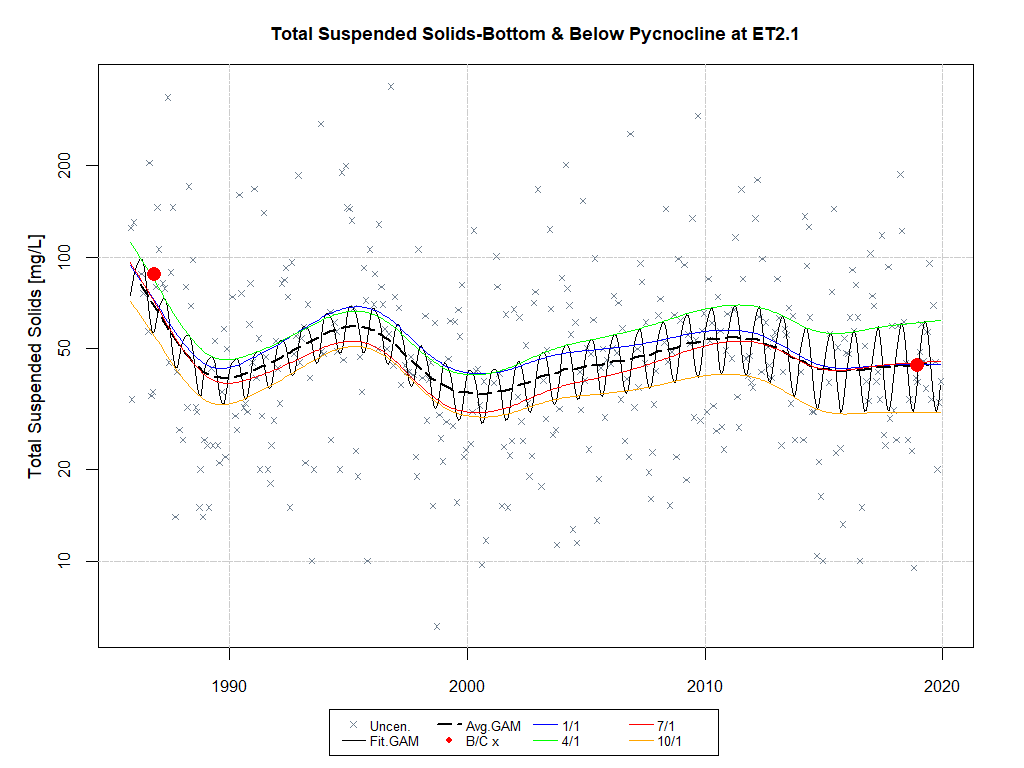 Total Suspended Solids-Bottom & Below Pycnocline at ET2.1
Total Suspended Solids [mg/L]
200
100
50
20
10
1990 2000 2010 2020
Uncen. Avg.GAM 1/1 7/1
Fit.GAM B/C x 4/1 10/1